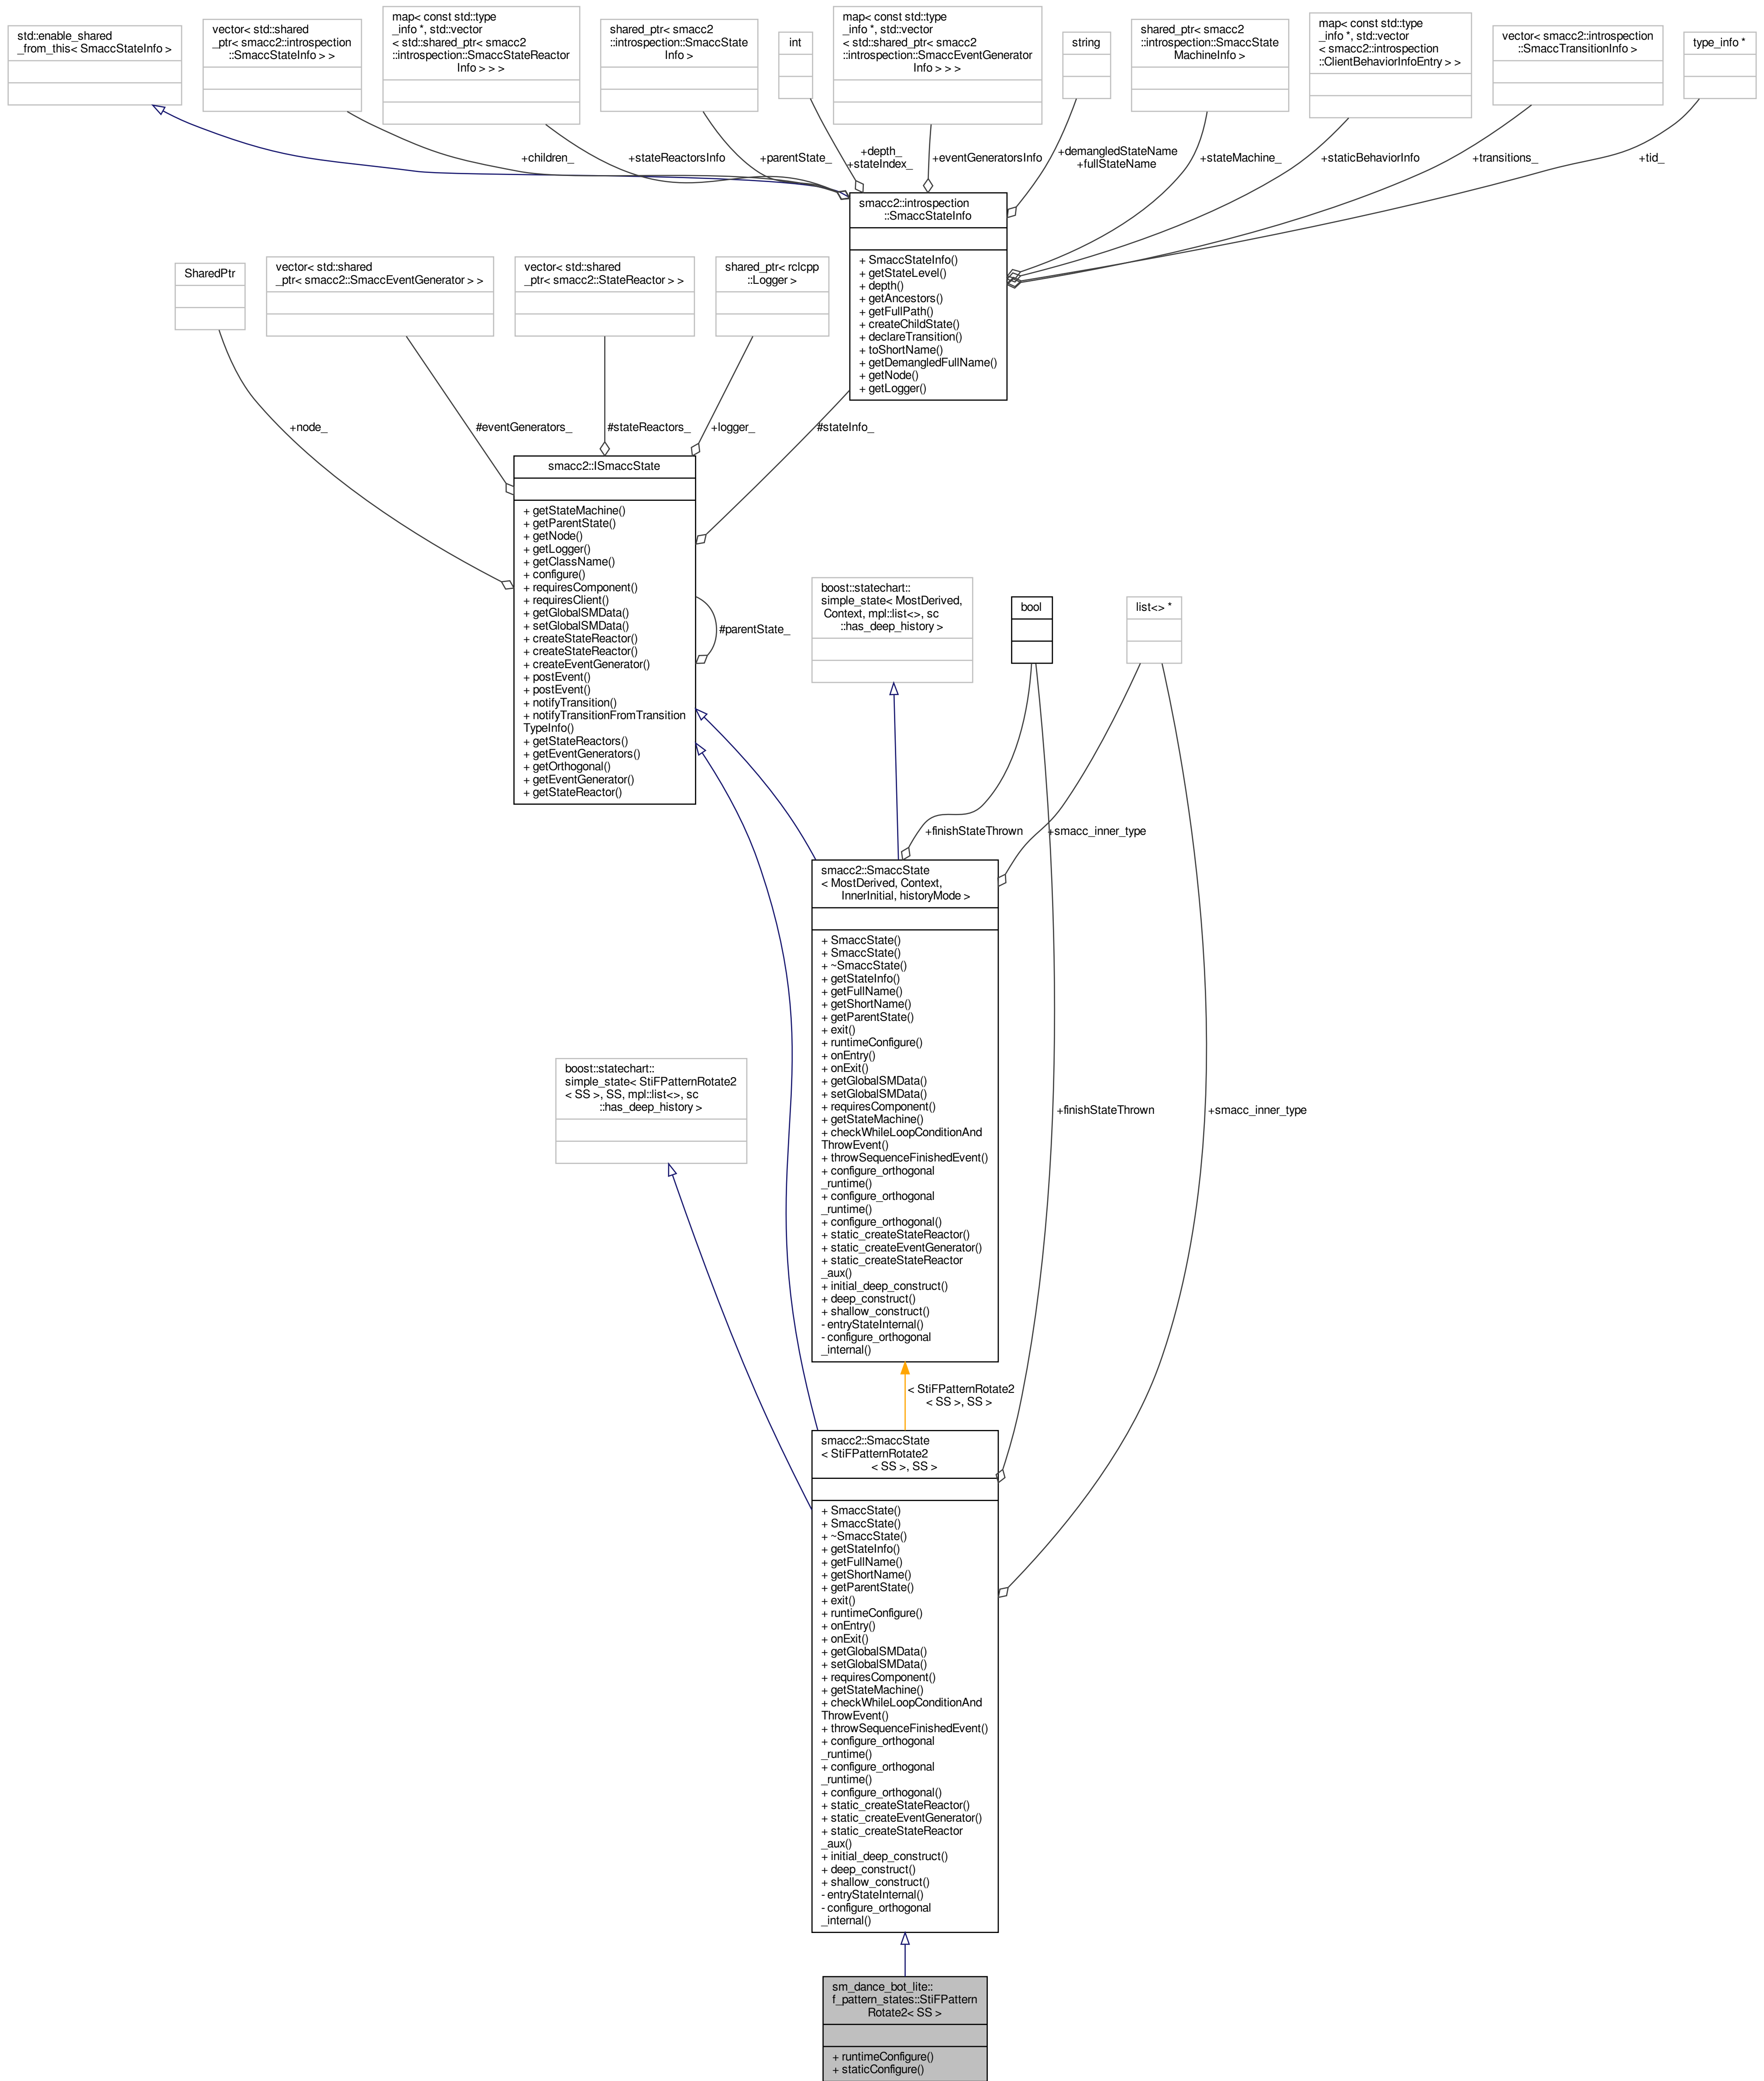 std::enable_shared
_from_this< SmaccStateInfo >
vector< std::shared
_ptr< smacc2::introspection
::SmaccStateInfo > >
map< const std::type
_info *, std::vector
< std::shared_ptr< smacc2
::introspection::SmaccStateReactor
Info > > >
shared_ptr< smacc2
::introspection::SmaccState
Info >
int
map< const std::type
_info *, std::vector
< std::shared_ptr< smacc2
::introspection::SmaccEventGenerator
Info > > >
string
shared_ptr< smacc2
::introspection::SmaccState
MachineInfo >
map< const std::type
_info *, std::vector
< smacc2::introspection
::ClientBehaviorInfoEntry > >
vector< smacc2::introspection
::SmaccTransitionInfo >
type_info *
+children_
+stateReactorsInfo
+parentState_
+depth_
+stateIndex_
+eventGeneratorsInfo
+demangledStateName
+fullStateName
+stateMachine_
+staticBehaviorInfo
+transitions_
+tid_
smacc2::introspection
::SmaccStateInfo
+ SmaccStateInfo()
+ getStateLevel()
+ depth()
+ getAncestors()
+ getFullPath()
+ createChildState()
+ declareTransition()
+ toShortName()
+ getDemangledFullName()
+ getNode()
+ getLogger()
SharedPtr
vector< std::shared
_ptr< smacc2::SmaccEventGenerator > >
vector< std::shared
_ptr< smacc2::StateReactor > >
shared_ptr< rclcpp
::Logger >
+node_
#eventGenerators_
#stateReactors_
+logger_
#stateInfo_
smacc2::ISmaccState
+ getStateMachine()
+ getParentState()
+ getNode()
+ getLogger()
+ getClassName()
+ configure()
+ requiresComponent()
+ requiresClient()
+ getGlobalSMData()
+ setGlobalSMData()
+ createStateReactor()
+ createStateReactor()
+ createEventGenerator()
+ postEvent()
+ postEvent()
+ notifyTransition()
+ notifyTransitionFromTransition
TypeInfo()
+ getStateReactors()
+ getEventGenerators()
+ getOrthogonal()
+ getEventGenerator()
+ getStateReactor()
#parentState_
boost::statechart::
simple_state< MostDerived,
Context, mpl::list<>, sc
::has_deep_history >
bool
list<> *
+finishStateThrown
+smacc_inner_type
smacc2::SmaccState
< MostDerived, Context,
InnerInitial, historyMode >
+ SmaccState()
+ SmaccState()
+ ~SmaccState()
+ getStateInfo()
+ getFullName()
+ getShortName()
+ getParentState()
+ exit()
+ runtimeConfigure()
+ onEntry()
+ onExit()
+ getGlobalSMData()
+ setGlobalSMData()
+ requiresComponent()
+ getStateMachine()
+ checkWhileLoopConditionAnd
ThrowEvent()
+ throwSequenceFinishedEvent()
+ configure_orthogonal
_runtime()
+ configure_orthogonal
_runtime()
+ configure_orthogonal()
+ static_createStateReactor()
+ static_createEventGenerator()
+ static_createStateReactor
_aux()
+ initial_deep_construct()
+ deep_construct()
+ shallow_construct()
- entryStateInternal()
- configure_orthogonal
_internal()
boost::statechart::
simple_state< StiFPatternRotate2
< SS >, SS, mpl::list<>, sc
::has_deep_history >
+finishStateThrown
+smacc_inner_type
< StiFPatternRotate2
< SS >, SS >
smacc2::SmaccState
< StiFPatternRotate2
< SS >, SS >
+ SmaccState()
+ SmaccState()
+ ~SmaccState()
+ getStateInfo()
+ getFullName()
+ getShortName()
+ getParentState()
+ exit()
+ runtimeConfigure()
+ onEntry()
+ onExit()
+ getGlobalSMData()
+ setGlobalSMData()
+ requiresComponent()
+ getStateMachine()
+ checkWhileLoopConditionAnd
ThrowEvent()
+ throwSequenceFinishedEvent()
+ configure_orthogonal
_runtime()
+ configure_orthogonal
_runtime()
+ configure_orthogonal()
+ static_createStateReactor()
+ static_createEventGenerator()
+ static_createStateReactor
_aux()
+ initial_deep_construct()
+ deep_construct()
+ shallow_construct()
- entryStateInternal()
- configure_orthogonal
_internal()
sm_dance_bot_lite::
f_pattern_states::StiFPattern
Rotate2< SS >
+ runtimeConfigure()
+ staticConfigure()